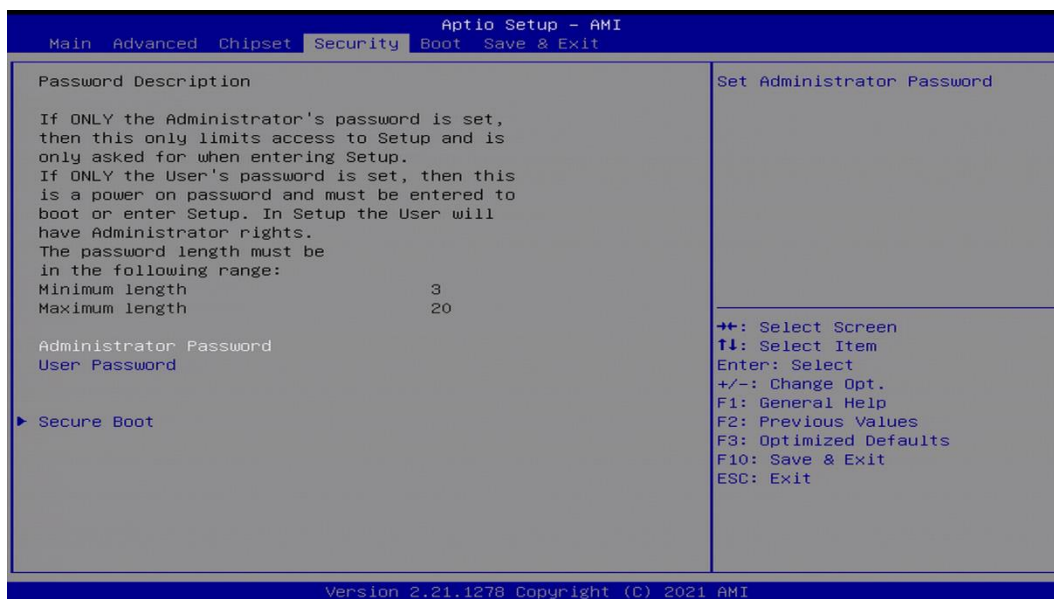 Aptio Setup – AMI
Main Advanced Chipset Security Boot Save & Exit
Password Description
If ONLY the Administrator's password is set,
then this only limits access to Setup and is
only asked for when entering Setup.
If ONLY the User's password is set, then this
is a power on password and must be entered to
boot or enter Setup. In Setup the User will
have Administrator rights.
The password length must be
in the following range:
Minimum length 3
Maximum length 20
Administrator Password
User Password
▶ Secure Boot
Set Administrator Password
→←: Select Screen
↑↓: Select Item
Enter: Select
+/-: Change Opt.
F1: General Help
F2: Previous Values
F3: Optimized Defaults
F10: Save & Exit
ESC: Exit
Version 2.21.1278 Copyright (C) 2021 AMI